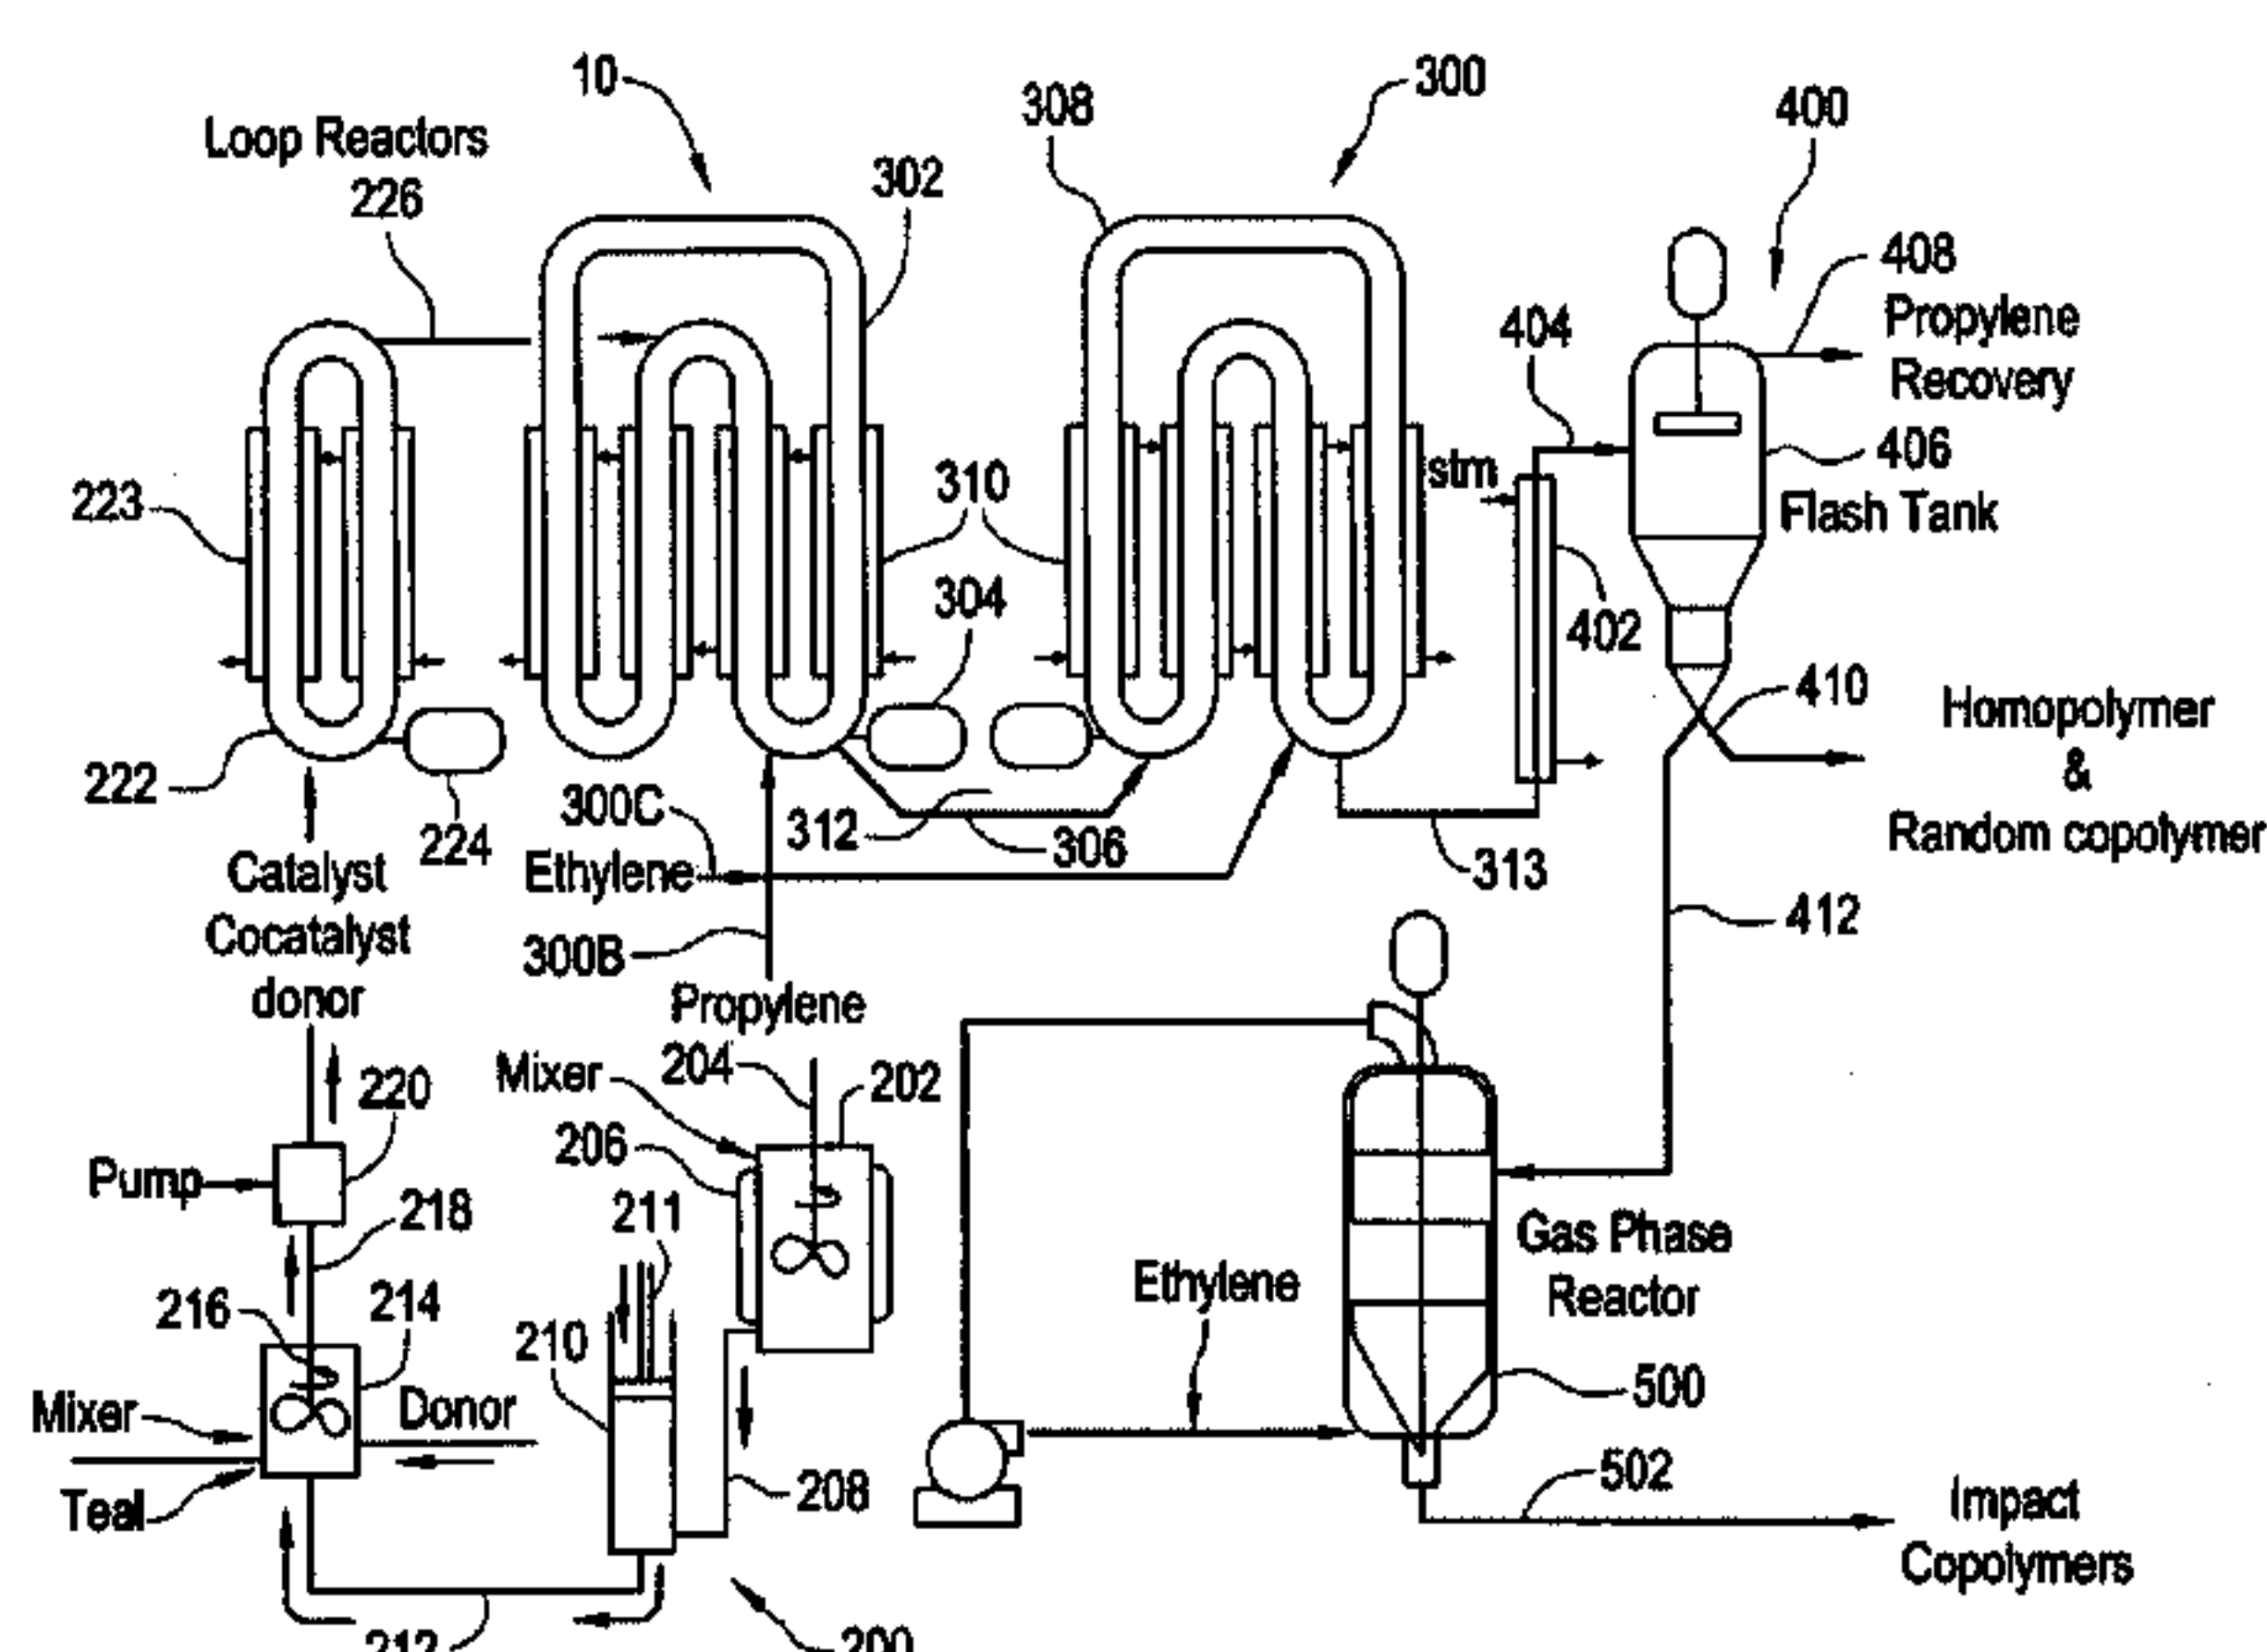 10
308
300
400
Loop Reactors
226
302
408
Propylene
Recovery
404
406
Flash Tank
223
310
stm
304
402
410
Homopolymer
&
Random copolymer
222
224
300C
312
306
313
Ethylene
Catalyst
Cocatalyst
donor
300B
Propylene
412
Mixer
204
202
220
206
Pump
218
211
Gas Phase
Reactor
Ethylene
216
214
210
500
Mixer
Donor
208
502
Teal
Impact
Copolymers
212
200